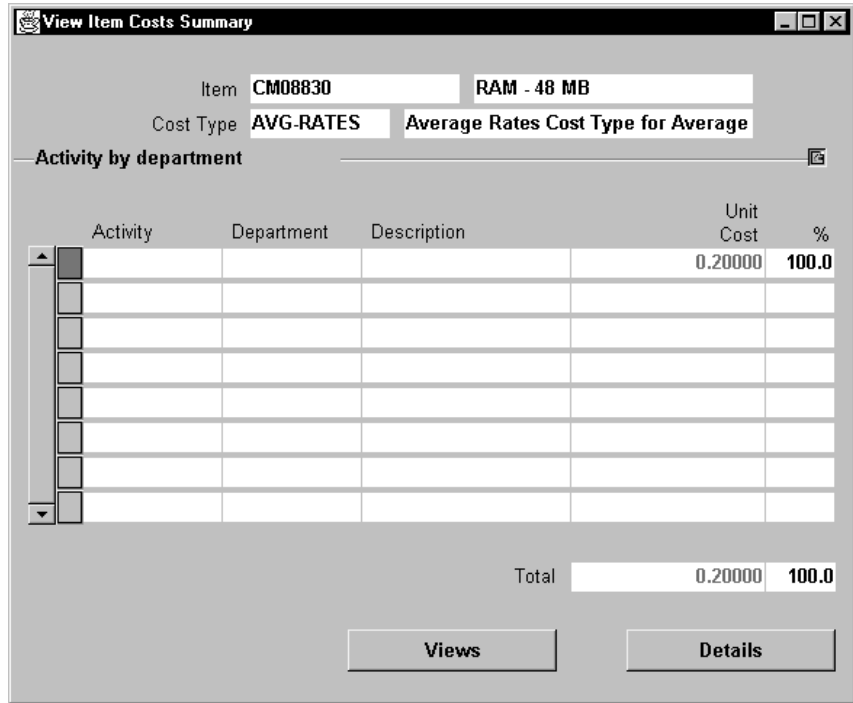 View Item Costs Summary
Item CM08830 RAM - 48 MB
Cost Type AVG-RATES Average Rates Cost Type for Average
Activity by department
Unit
Activity Department Description Cost %
0.20000 100.0
Total 0.20000 100.0
Views Details